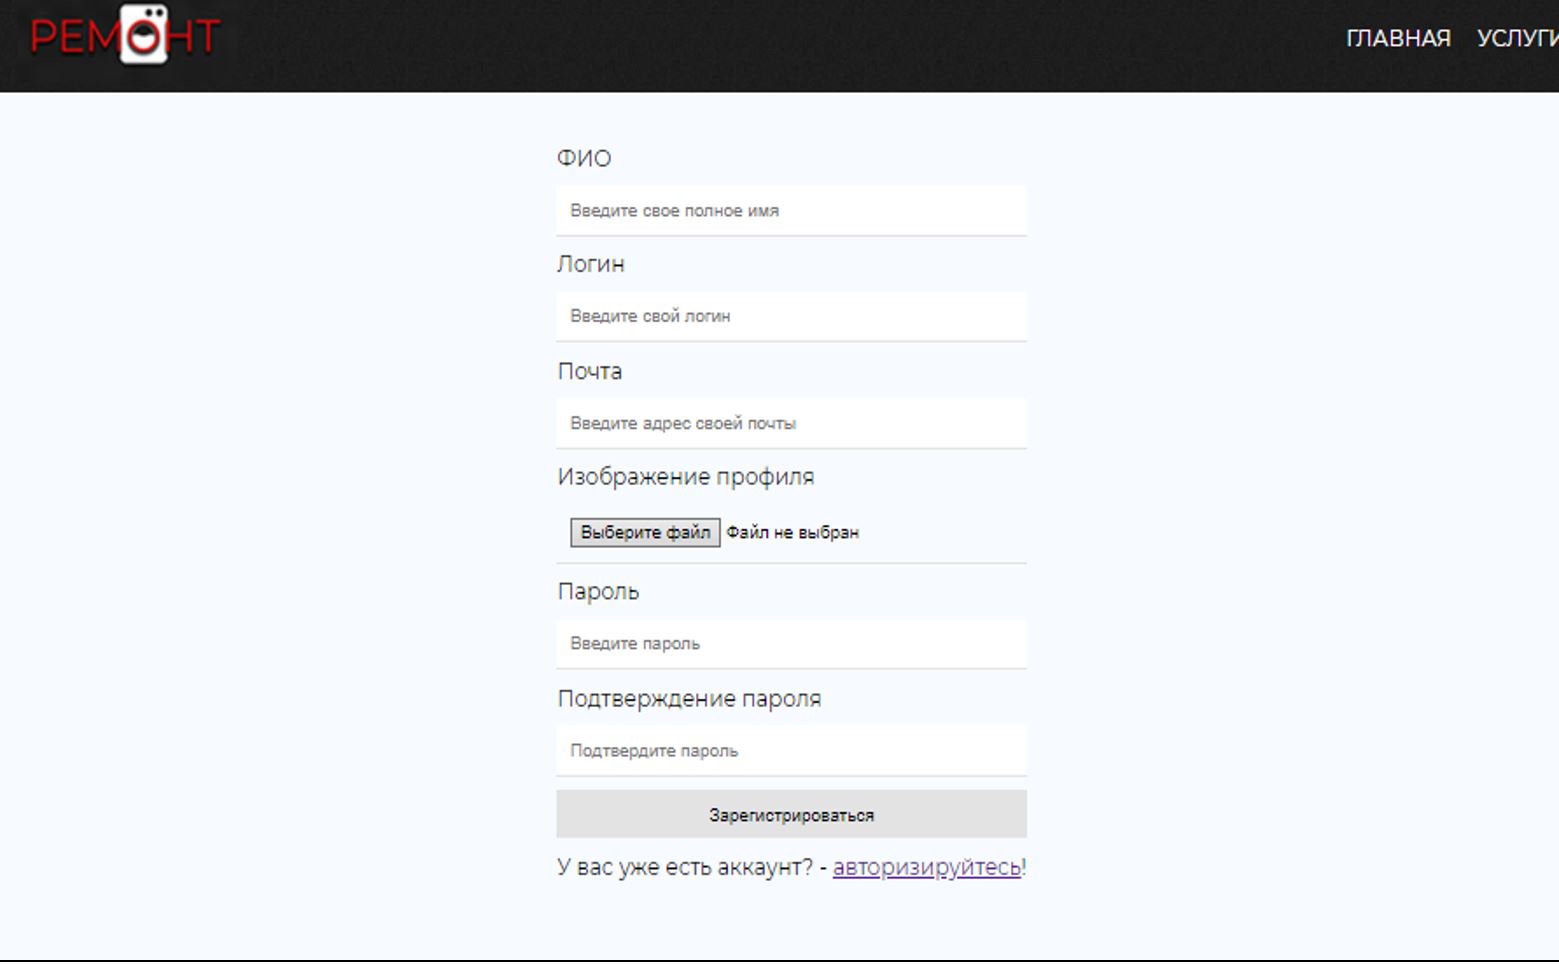 РЕМОНТ
ГЛАВНАЯ УСЛУГИ
ФИО
Введите свое полное имя
Логин
Введите свой логин
Почта
Введите адрес своей почты
Изображение профиля
Выберите файл Файл не выбран
Пароль
Введите пароль
Подтверждение пароля
Подтвердите пароль
Зарегистрироваться
У вас уже есть аккаунт? - авторизируйтесь!